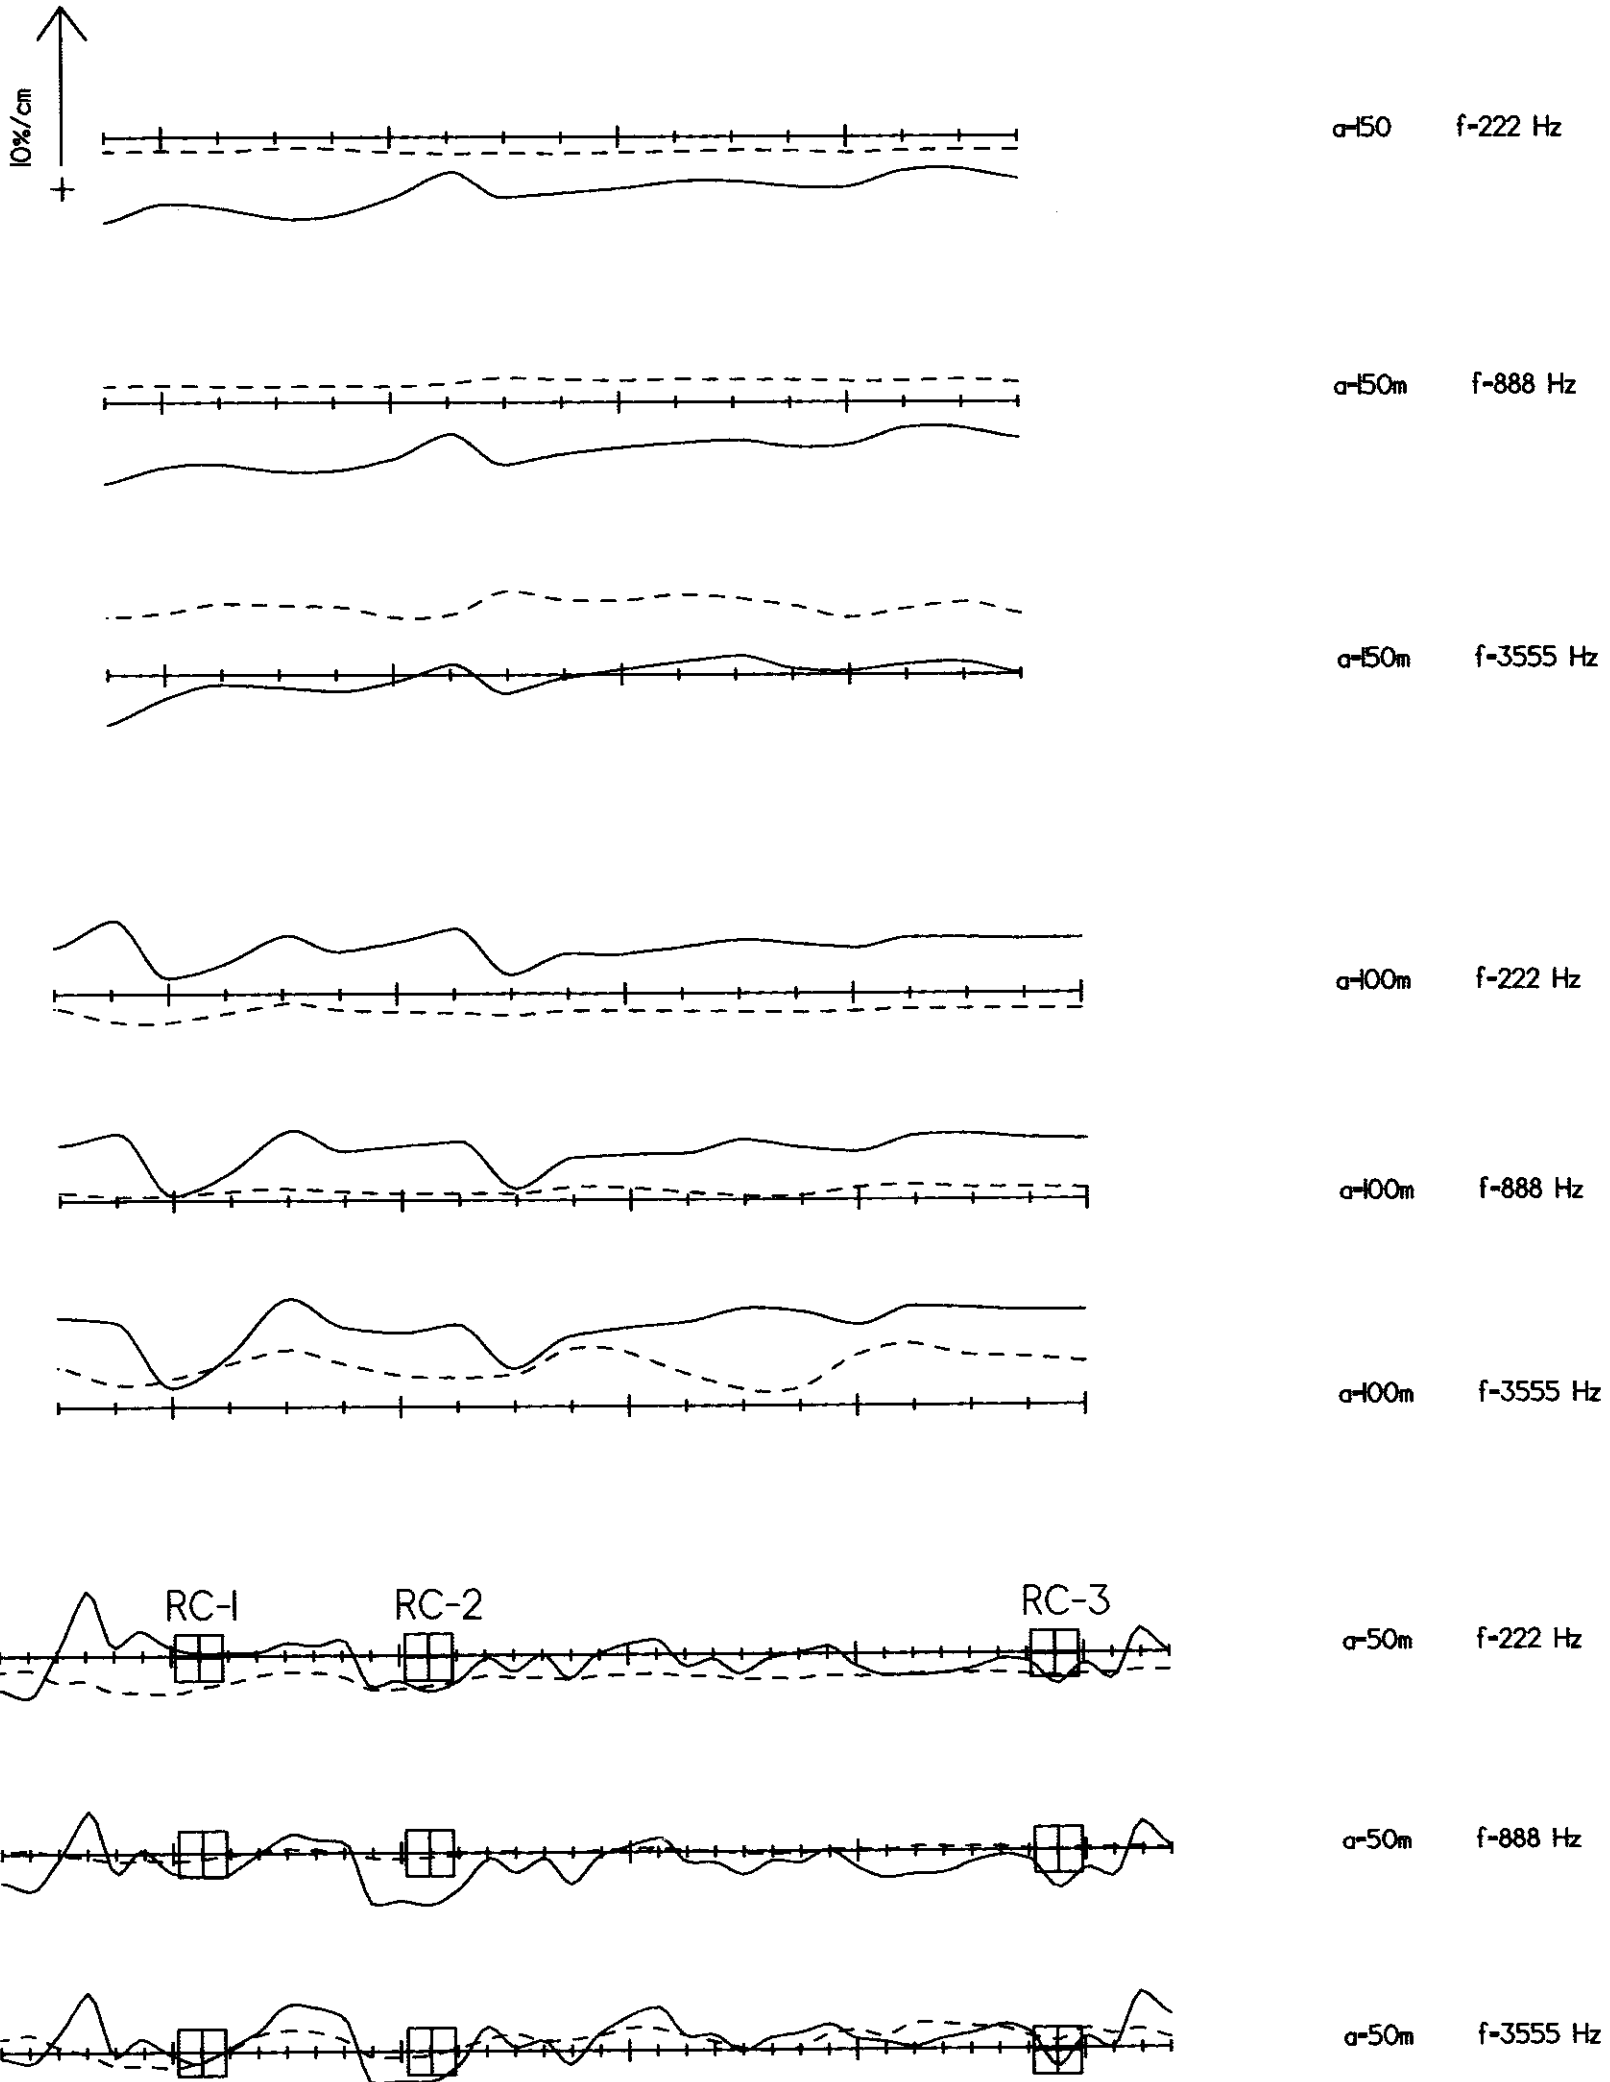 10%/cm
+
a=150 f=222 Hz
a=150m f=888 Hz
a=150m f=3555 Hz
a=100m f=222 Hz
a=100m f=888 Hz
a=100m f=3555 Hz
RC-1 RC-2 RC-3
a=50m f=222 Hz
a=50m f=888 Hz
a=50m f=3555 Hz